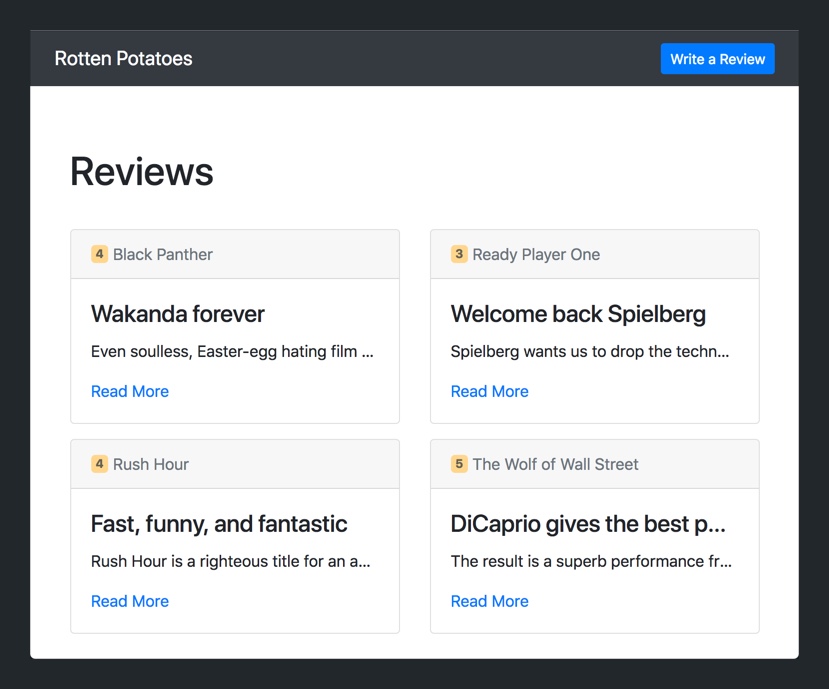 Rotten Potatoes
Write a Review
Reviews
4 Black Panther
Wakanda forever
Even soulless, Easter-egg hating film ...
Read More
3 Ready Player One
Welcome back Spielberg
Spielberg wants us to drop the techn...
Read More
4 Rush Hour
Fast, funny, and fantastic
Rush Hour is a righteous title for an a...
Read More
5 The Wolf of Wall Street
DiCaprio gives the best p...
The result is a superb performance fr...
Read More